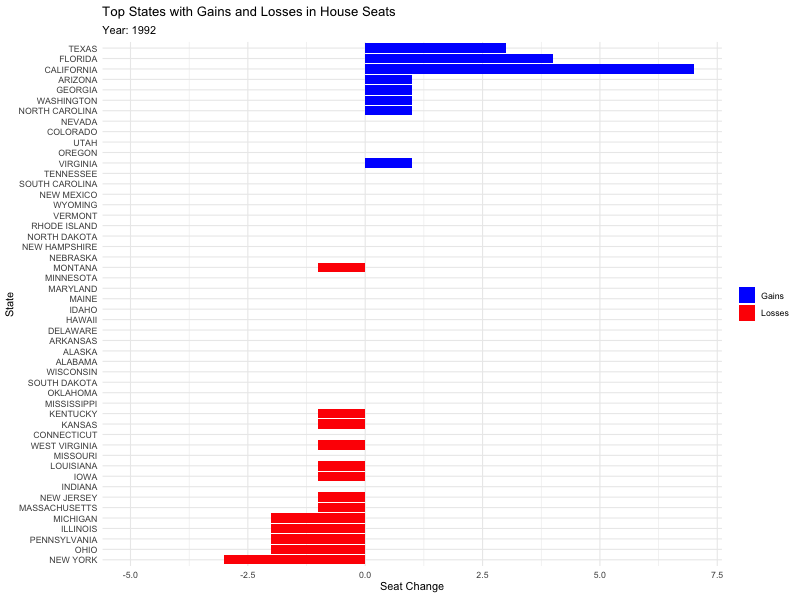 Top States with Gains and Losses in House Seats
Year: 1992
State
TEXAS
FLORIDA
CALIFORNIA
ARIZONA
GEORGIA
WASHINGTON
NORTH CAROLINA
NEVADA
COLORADO
UTAH
OREGON
VIRGINIA
TENNESSEE
SOUTH CAROLINA
NEW MEXICO
WYOMING
VERMONT
RHODE ISLAND
NORTH DAKOTA
NEW HAMPSHIRE
NEBRASKA
MONTANA
MINNESOTA
MARYLAND
MAINE
IDAHO
HAWAII
DELAWARE
ARKANSAS
ALASKA
ALABAMA
WISCONSIN
SOUTH DAKOTA
OKLAHOMA
MISSISSIPPI
KENTUCKY
KANSAS
CONNECTICUT
WEST VIRGINIA
MISSOURI
LOUISIANA
IOWA
INDIANA
NEW JERSEY
MASSACHUSETTS
MICHIGAN
ILLINOIS
PENNSYLVANIA
OHIO
NEW YORK
-5.0 -2.5 0.0 2.5 5.0 7.5
Seat Change
Gains
Losses